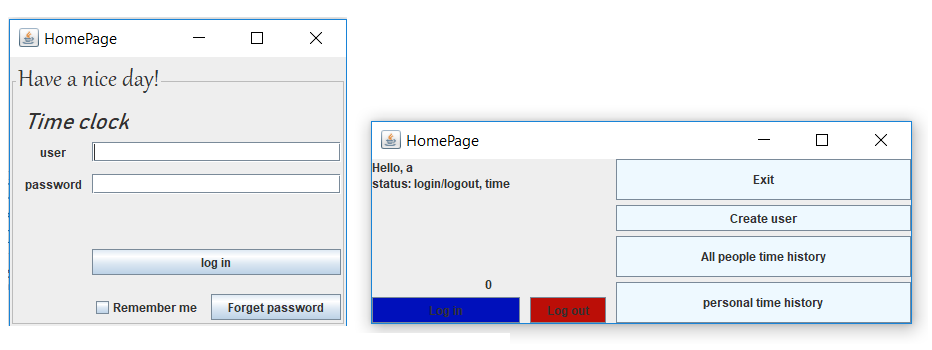 HomePage
Have a nice day!
Time clock
user
password
log in
Remember me
Forget password
HomePage
Hello, a
status: login/logout, time
0
Log in
Log out
Exit
Create user
All people time history
personal time history